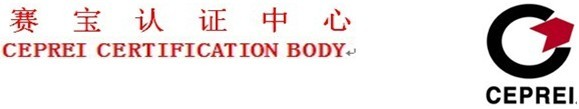 赛宝认证中心
CEPREI CERTIFICATION BODY
CEPREI